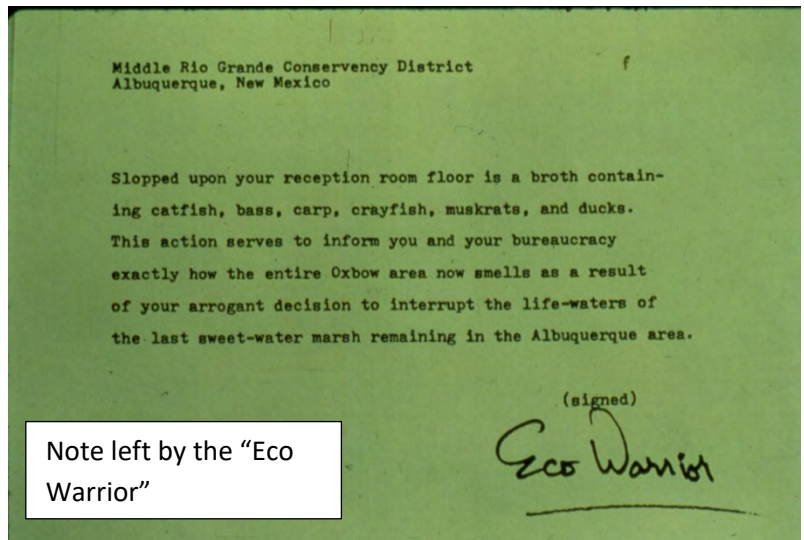 Middle Rio Grande Conservency District
Albuquerque, New Mexico
f
Slopped upon your reception room floor is a broth contain-
ing catfish, bass, carp, crayfish, muskrats, and ducks.
This action serves to inform you and your bureaucracy
exactly how the entire Oxbow area now smells as a result
of your arrogant decision to interrupt the life-waters of
the last sweet-water marsh remaining in the Albuquerque area.
(signed)
Eco Warrior
Note left by the “Eco
Warrior”